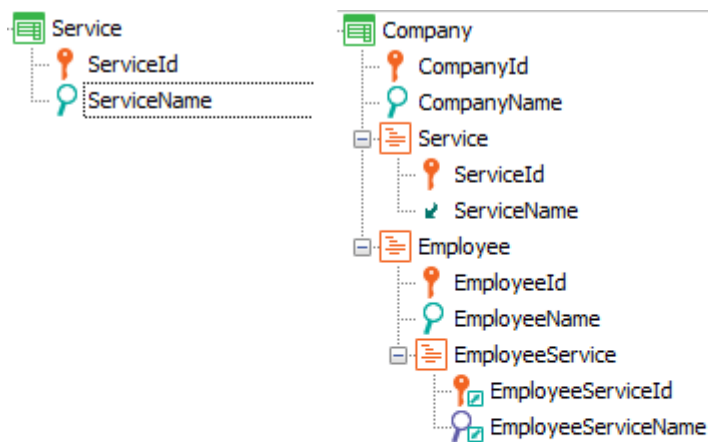 Service
ServiceId
ServiceName
Company
CompanyId
CompanyName
Service
ServiceId
ServiceName
Employee
EmployeeId
EmployeeName
EmployeeService
EmployeeServiceId
EmployeeServiceName